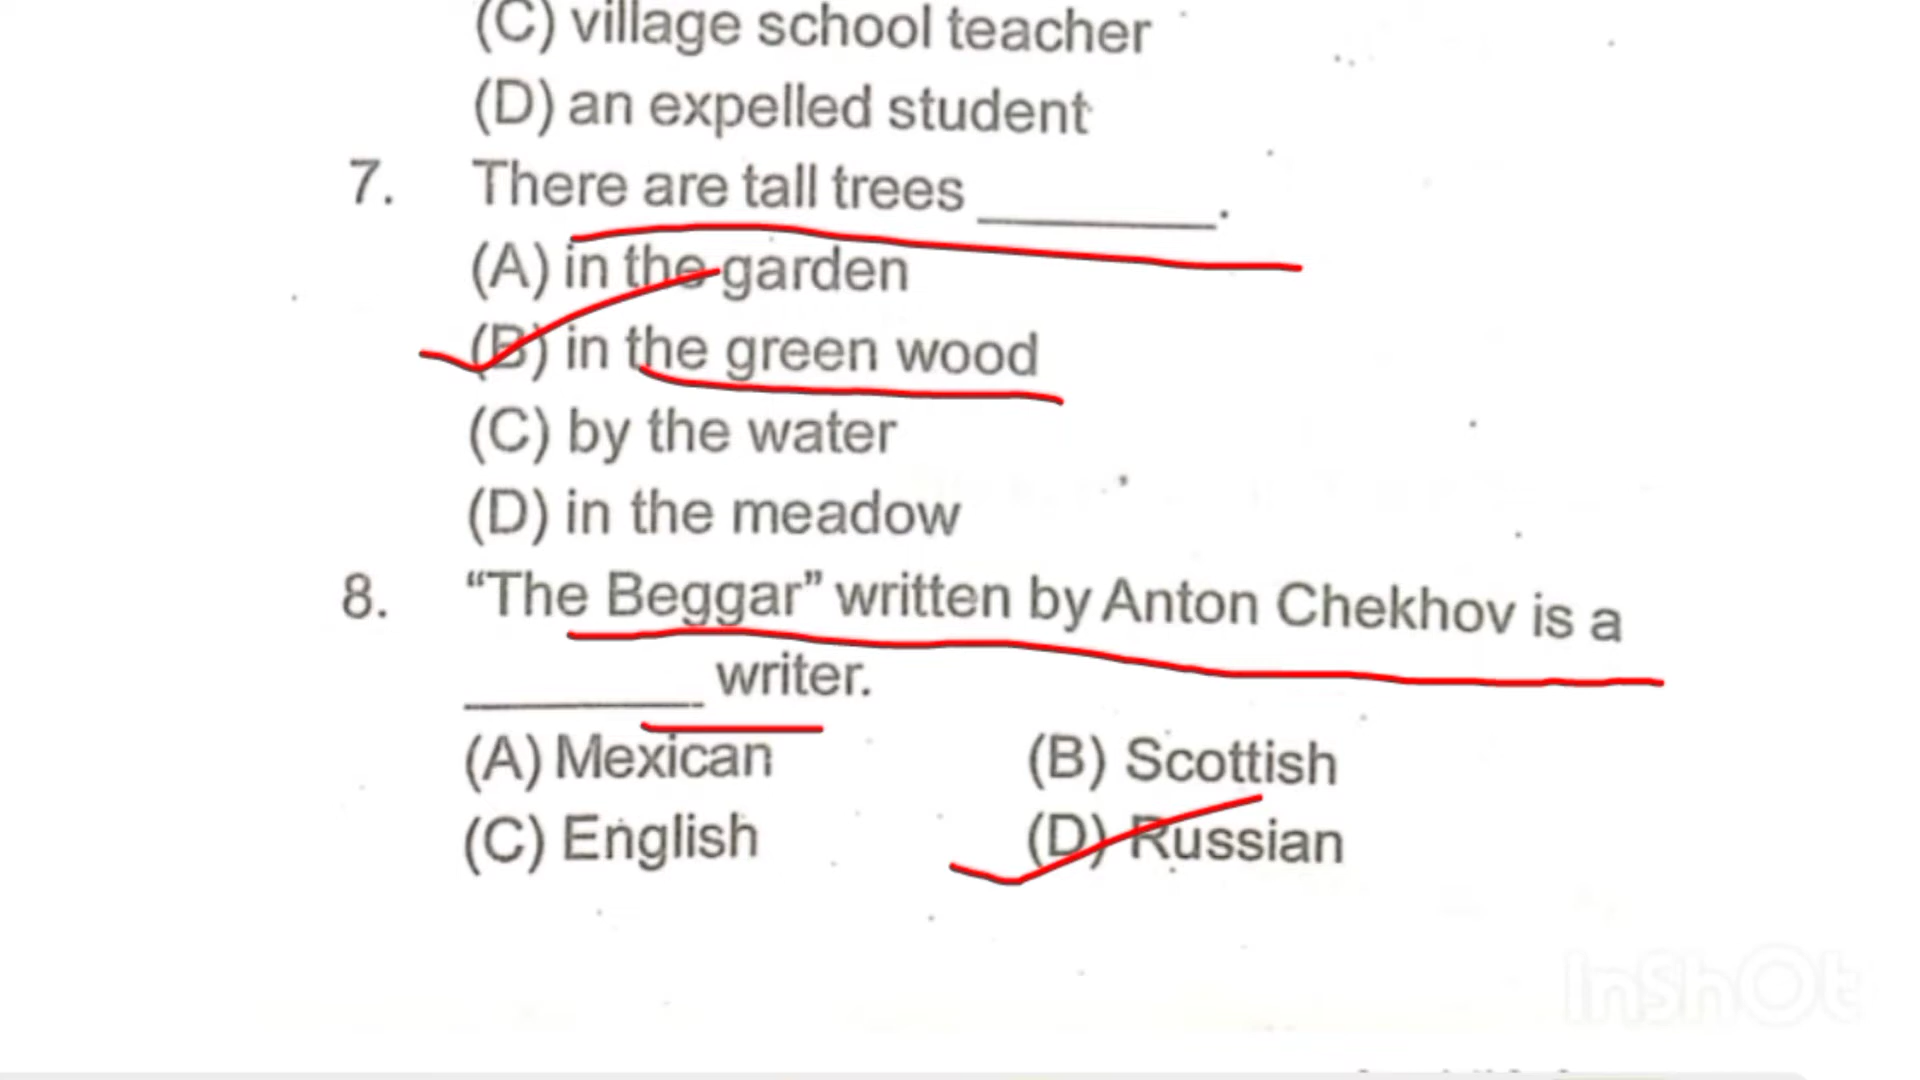 (C) village school teacher
(D) an expelled student
7. There are tall trees ________.
(A) in the garden
(B) in the green wood
(C) by the water
(D) in the meadow
8. “The Beggar” written by Anton Chekhov is a
________ writer.
(A) Mexican (B) Scottish
(C) English (D) Russian
InShOt